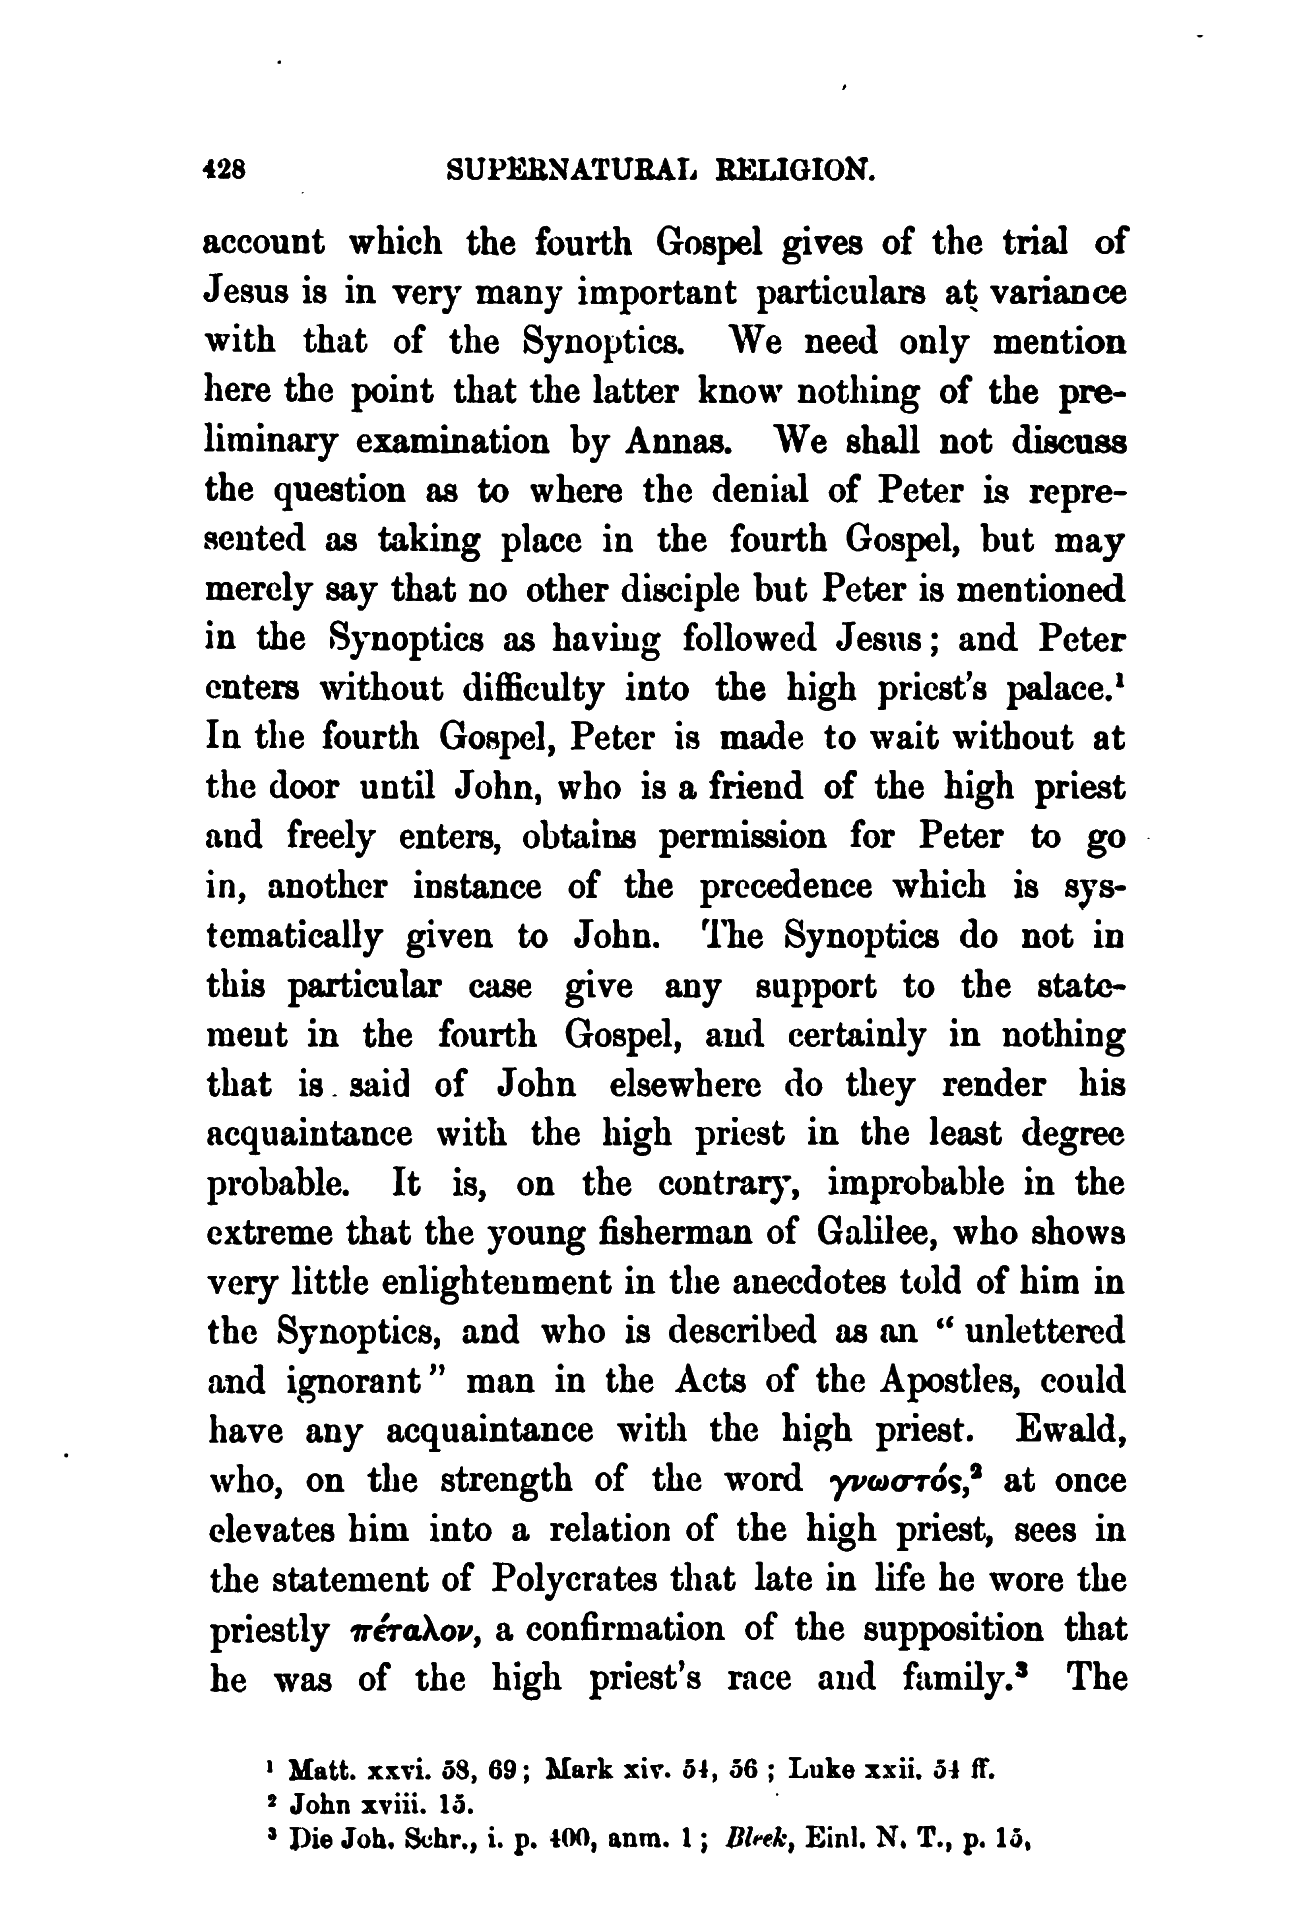 428 SUPERNATURAL RELIGION.
account which the fourth Gospel gives of the trial of
Jesus is in very many important particulars at variance
with that of the Synoptics. We need only mention
here the point that the latter know nothing of the pre-
liminary examination by Annas. We shall not discuss
the question as to where the denial of Peter is repre-
sented as taking place in the fourth Gospel, but may
merely say that no other disciple but Peter is mentioned
in the Synoptics as having followed Jesus; and Peter
enters without difficulty into the high priest's palace.¹
In the fourth Gospel, Peter is made to wait without at
the door until John, who is a friend of the high priest
and freely enters, obtains permission for Peter to go
in, another instance of the precedence which is sys-
tematically given to John. The Synoptics do not in
this particular case give any support to the state-
ment in the fourth Gospel, and certainly in nothing
that is said of John elsewhere do they render his
acquaintance with the high priest in the least degree
probable. It is, on the contrary, improbable in the
extreme that the young fisherman of Galilee, who shows
very little enlightenment in the anecdotes told of him in
the Synoptics, and who is described as an "unlettered
and ignorant" man in the Acts of the Apostles, could
have any acquaintance with the high priest. Ewald,
who, on the strength of the word γνωστός,² at once
elevates him into a relation of the high priest, sees in
the statement of Polycrates that late in life he wore the
priestly πέταλον, a confirmation of the supposition that
he was of the high priest's race and family.³ The
¹ Matt. xxvi. 58, 69; Mark xiv. 54, 56; Luke xxii. 54 ff.
² John xviii. 15.
³ Die Joh. Schr., i. p. 400, anm. 1; Bleek, Einl. N. T., p. 15,